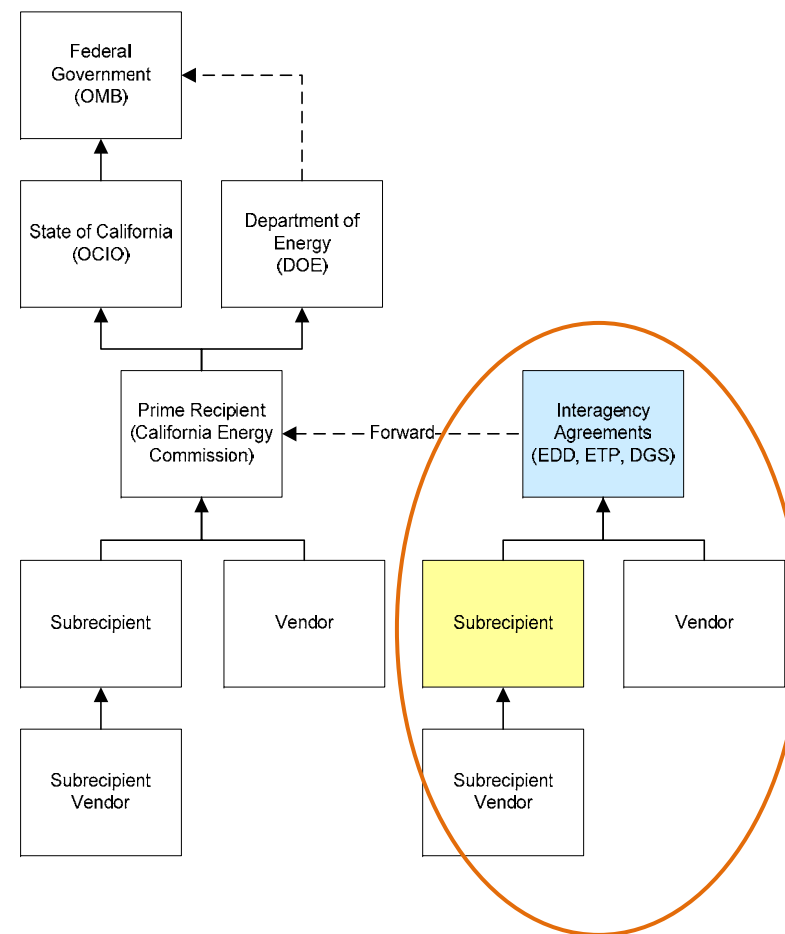 Federal
Government
(OMB)
State of California
(OCIO)
Department of
Energy
(DOE)
Prime Recipient
(California Energy
Commission)
Forward
Interagency
Agreements
(EDD, ETP, DGS)
Subrecipient
Vendor
Subrecipient
Vendor
Subrecipient
Vendor
Subrecipient
Vendor